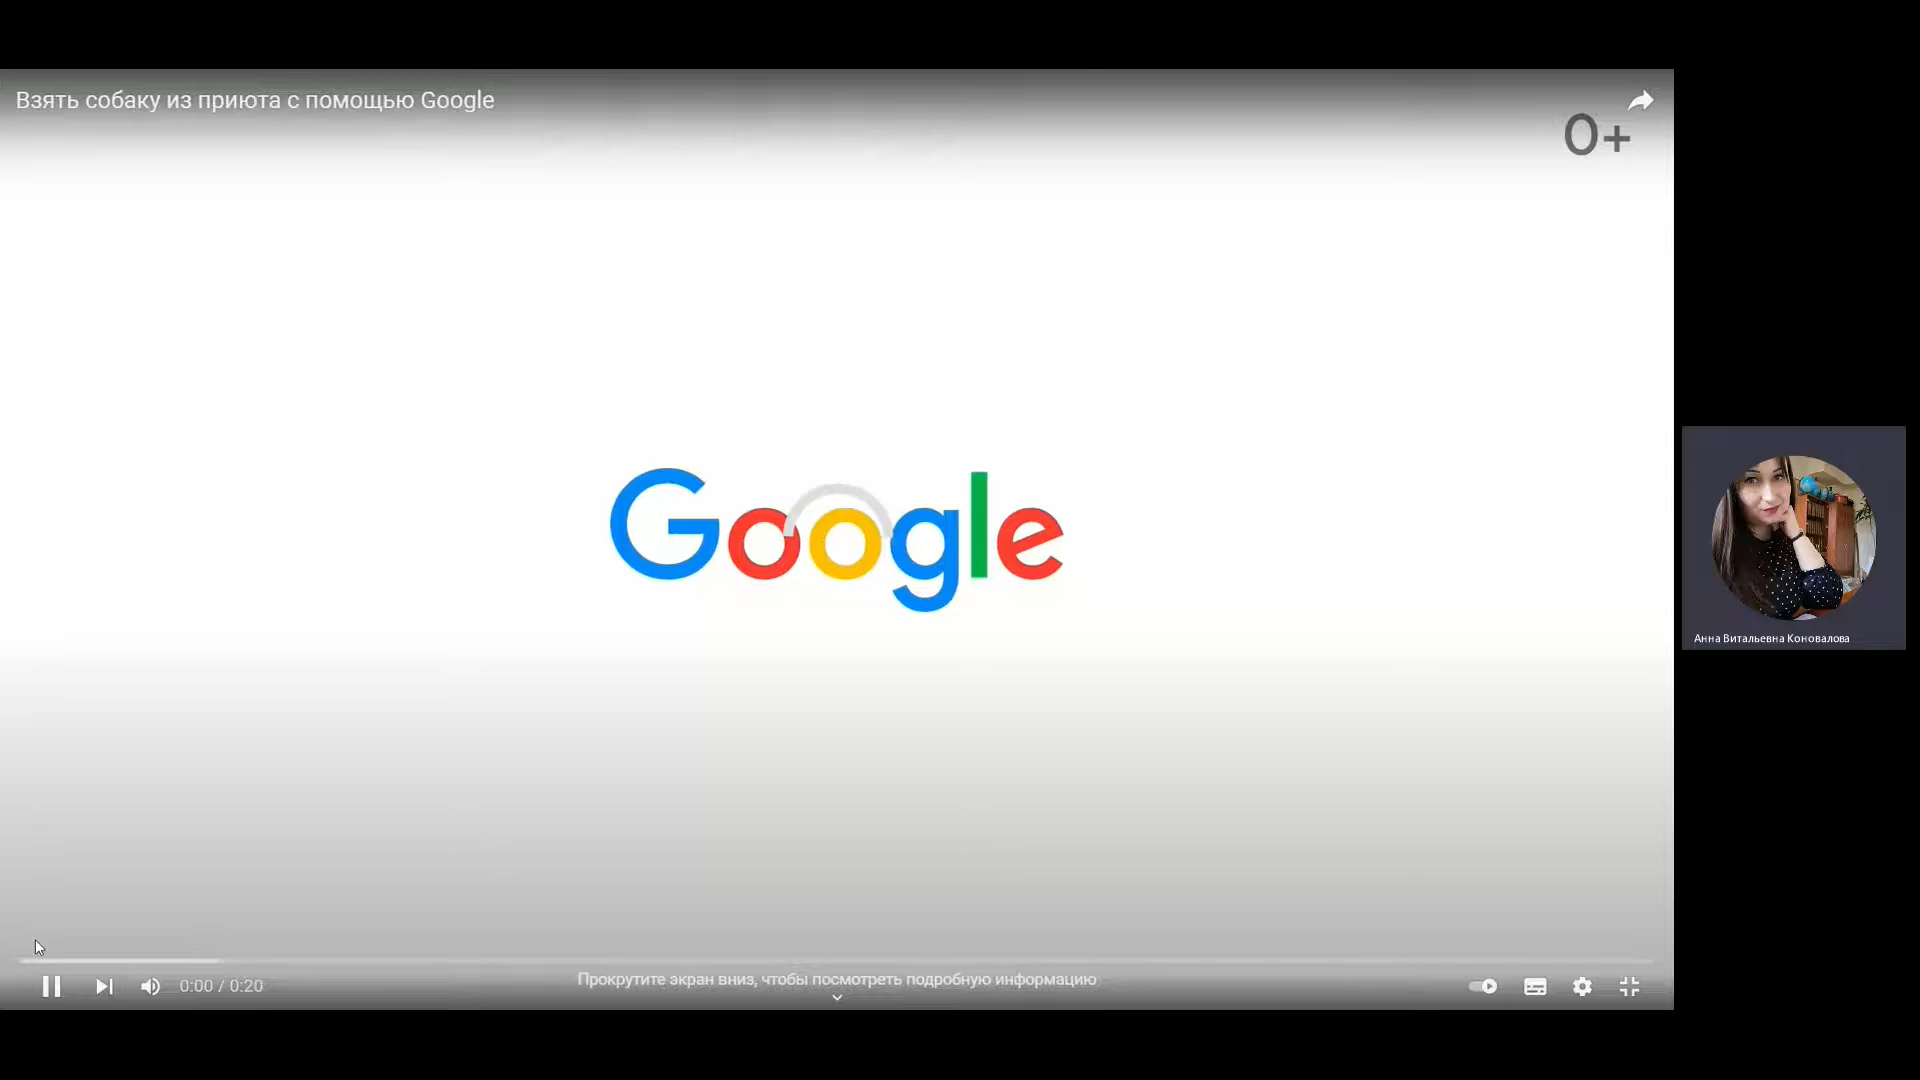 Взять собаку из приюта с помощью Google
0+
Google
Анна Витальевна Коновалова
Прокрутите экран вниз, чтобы посмотреть подробную информацию
0:00 / 0:20